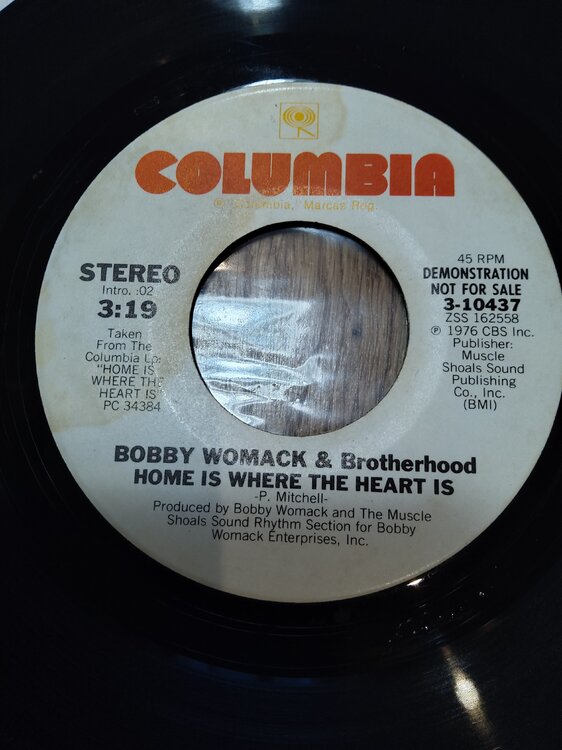 COLUMBIA
® "Columbia," Marcas Reg.
STEREO
Intro. :02
3:19
Taken
From The
Columbia Lp:
"HOME IS
WHERE THE
HEART IS"
PC 34384
45 RPM
DEMONSTRATION
NOT FOR SALE
3-10437
ZSS 162558
℗ 1976 CBS Inc.
Publisher:
Muscle
Shoals Sound
Publishing
Co., Inc.
(BMI)
BOBBY WOMACK & Brotherhood
HOME IS WHERE THE HEART IS
-P. Mitchell-
Produced by Bobby Womack and The Muscle
Shoals Sound Rhythm Section for Bobby
Womack Enterprises, Inc.